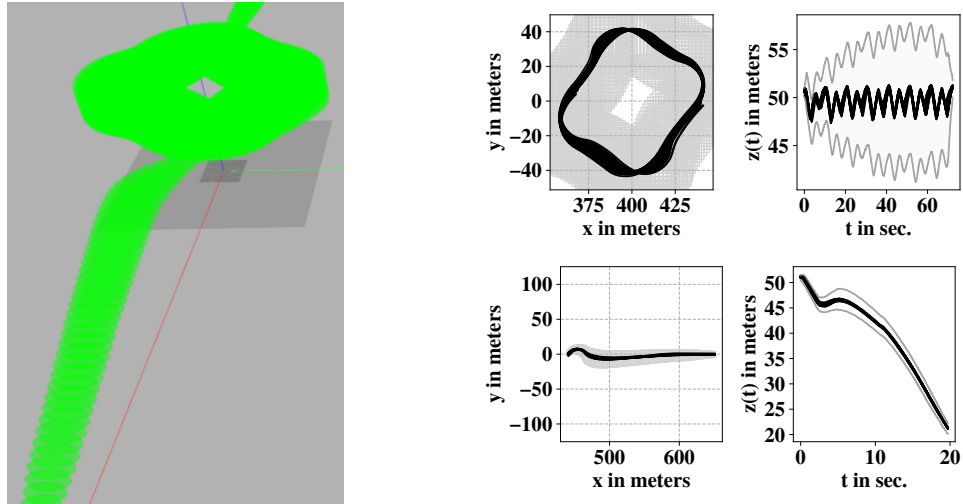 40
20
0
−20
−40
y in meters
375 400 425
x in meters
55
50
45
z(t) in meters
0 20 40 60
t in sec.
100
50
0
−50
−100
y in meters
500 600
x in meters
50
45
40
35
30
25
20
z(t) in meters
0 10 20
t in sec.